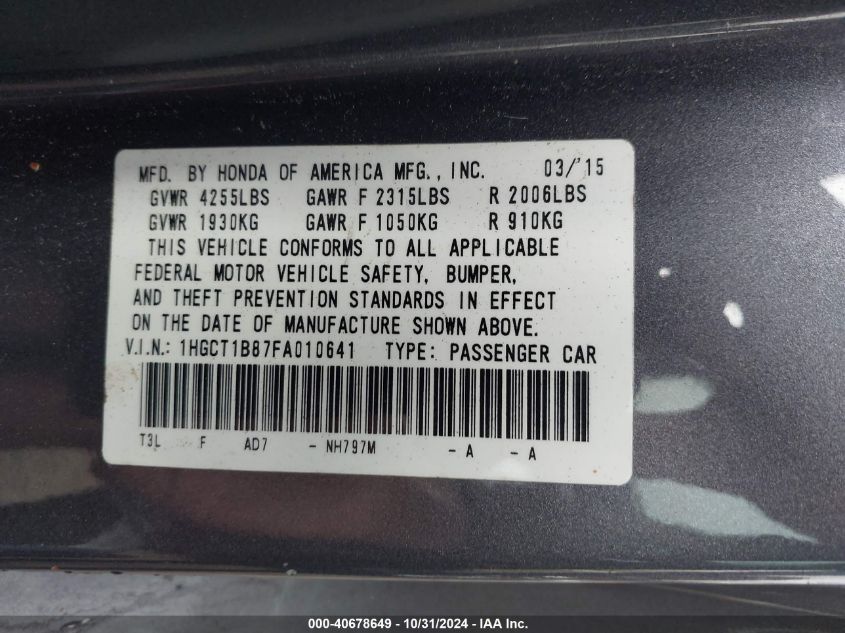 MFD. BY HONDA OF AMERICA MFG., INC. 03/'15
GVWR 4255LBS GAWR F 2315LBS R 2006LBS
GVWR 1930KG GAWR F 1050KG R 910KG
THIS VEHICLE CONFORMS TO ALL APPLICABLE
FEDERAL MOTOR VEHICLE SAFETY, BUMPER,
AND THEFT PREVENTION STANDARDS IN EFFECT
ON THE DATE OF MANUFACTURE SHOWN ABOVE.
V.I.N.: 1HGCT1B87FA010641 TYPE: PASSENGER CAR
T3L F AD7 - NH797M - A - A
000-40678649 - 10/31/2024 - IAA Inc.